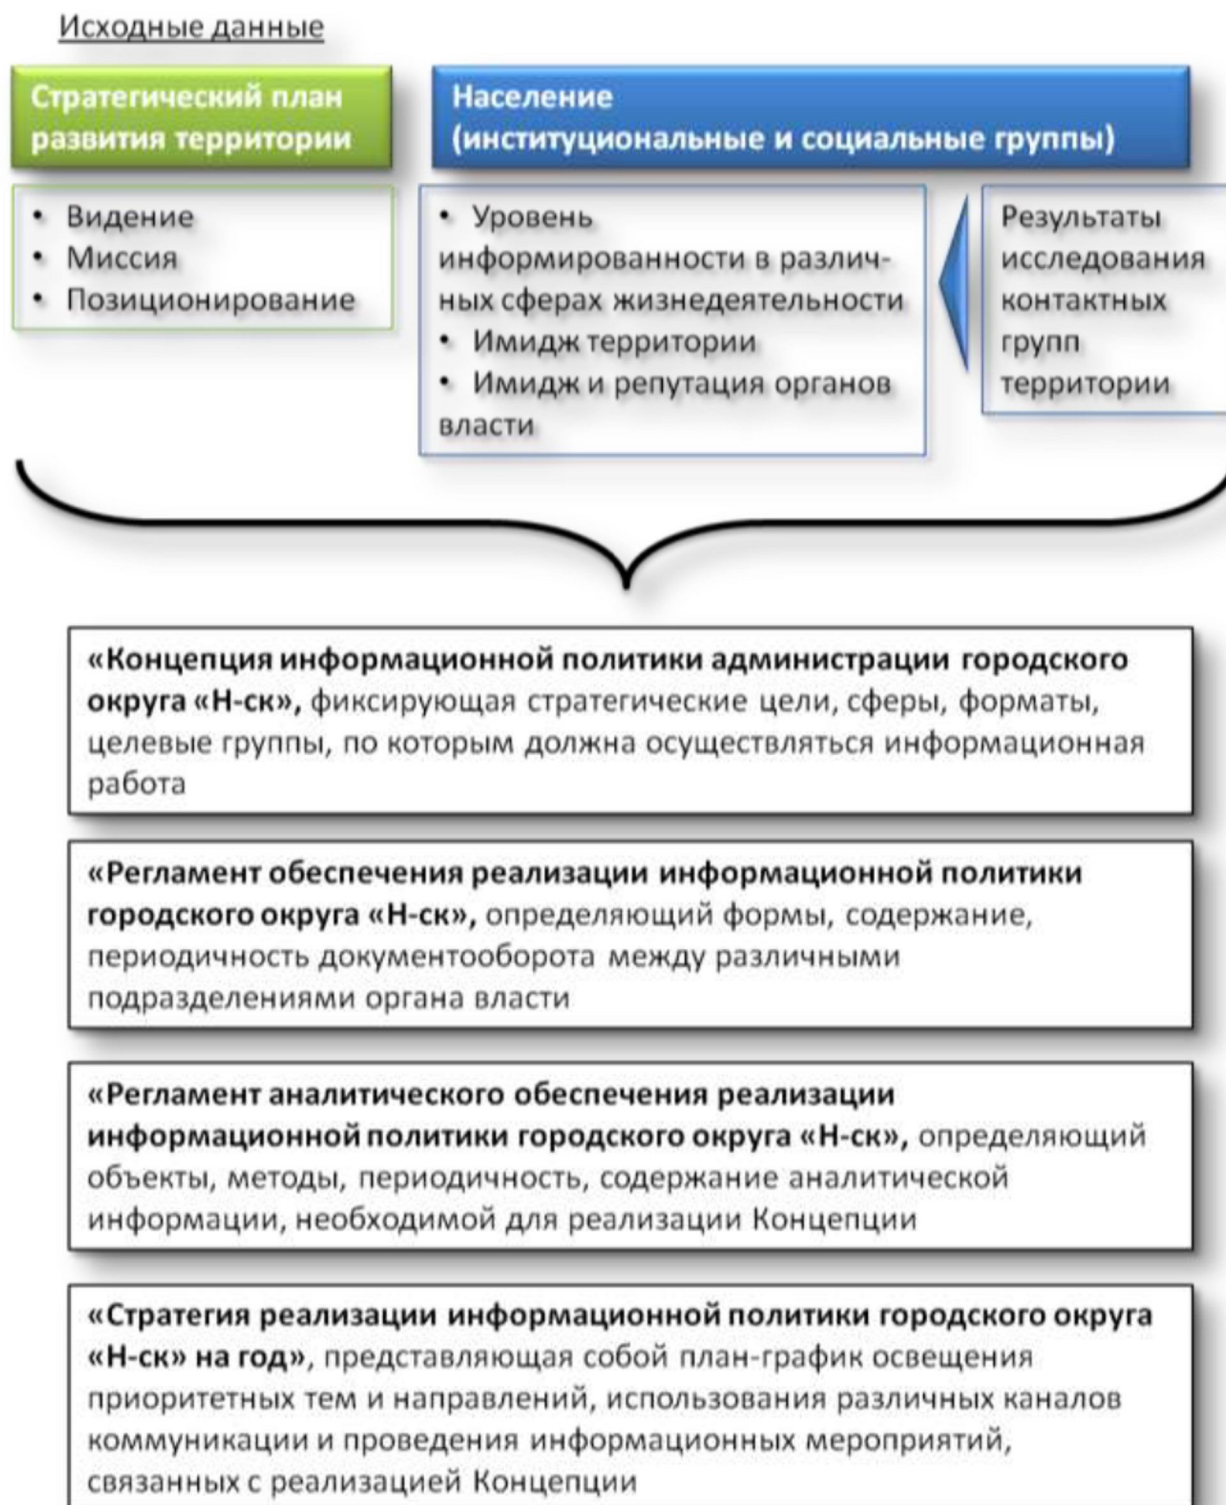 Исходные данные
Стратегический план
развития территории
Население
(институциональные и социальные группы)
• Видение
• Миссия
• Позиционирование
• Уровень
информированности в различ-
ных сферах жизнедеятельности
• Имидж территории
• Имидж и репутация органов
власти
Результаты
исследования
контактных
групп
территории
«Концепция информационной политики администрации городского
округа «Н-ск», фиксирующая стратегические цели, сферы, форматы,
целевые группы, по которым должна осуществляться информационная
работа
«Регламент обеспечения реализации информационной политики
городского округа «Н-ск», определяющий формы, содержание,
периодичность документооборота между различными
подразделениями органа власти
«Регламент аналитического обеспечения реализации
информационной политики городского округа «Н-ск», определяющий
объекты, методы, периодичность, содержание аналитической
информации, необходимой для реализации Концепции
«Стратегия реализации информационной политики городского округа
«Н-ск» на год», представляющая собой план-график освещения
приоритетных тем и направлений, использования различных каналов
коммуникации и проведения информационных мероприятий,
связанных с реализацией Концепции